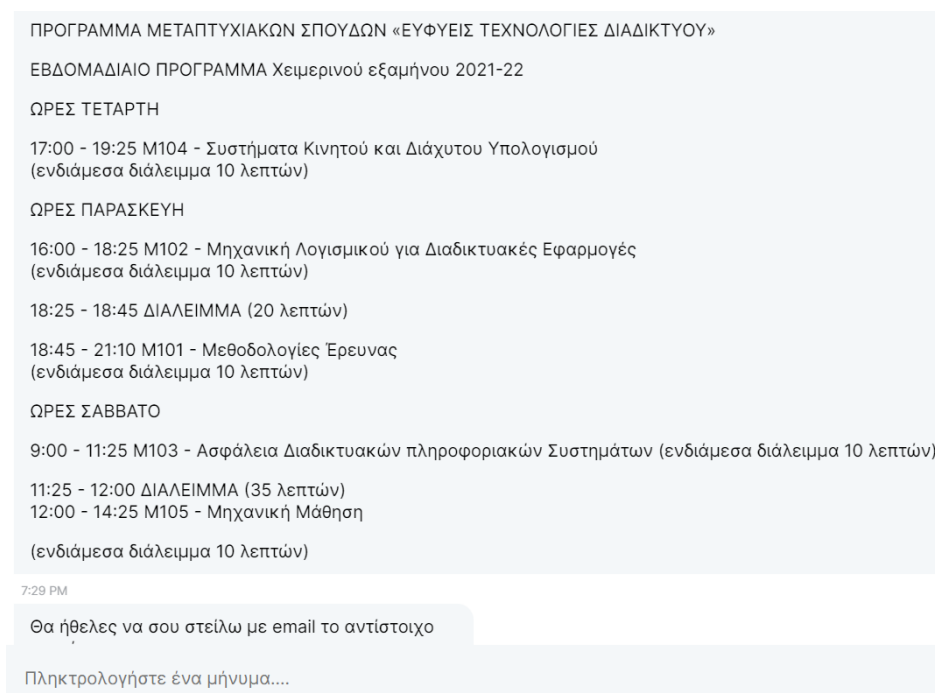 ΠΡΟΓΡΑΜΜΑ ΜΕΤΑΠΤΥΧΙΑΚΩΝ ΣΠΟΥΔΩΝ «ΕΥΦΥΕΙΣ ΤΕΧΝΟΛΟΓΙΕΣ ΔΙΑΔΙΚΤΥΟΥ»
ΕΒΔΟΜΑΔΙΑΙΟ ΠΡΟΓΡΑΜΜΑ Χειμερινού εξαμήνου 2021-22
ΩΡΕΣ ΤΕΤΑΡΤΗ
17:00 - 19:25 Μ104 - Συστήματα Κινητού και Διάχυτου Υπολογισμού
(ενδιάμεσα διάλειμμα 10 λεπτών)
ΩΡΕΣ ΠΑΡΑΣΚΕΥΗ
16:00 - 18:25 Μ102 - Μηχανική Λογισμικού για Διαδικτυακές Εφαρμογές
(ενδιάμεσα διάλειμμα 10 λεπτών)
18:25 - 18:45 ΔΙΑΛΕΙΜΜΑ (20 λεπτών)
18:45 - 21:10 Μ101 - Μεθοδολογίες Έρευνας
(ενδιάμεσα διάλειμμα 10 λεπτών)
ΩΡΕΣ ΣΑΒΒΑΤΟ
9:00 - 11:25 Μ103 - Ασφάλεια Διαδικτυακών πληροφοριακών Συστημάτων (ενδιάμεσα διάλειμμα 10 λεπτών)
11:25 - 12:00 ΔΙΑΛΕΙΜΜΑ (35 λεπτών)
12:00 - 14:25 Μ105 - Μηχανική Μάθηση
(ενδιάμεσα διάλειμμα 10 λεπτών)
7:29 PM
Θα ήθελες να σου στείλω με email το αντίστοιχο
Πληκτρολογήστε ένα μήνυμα....